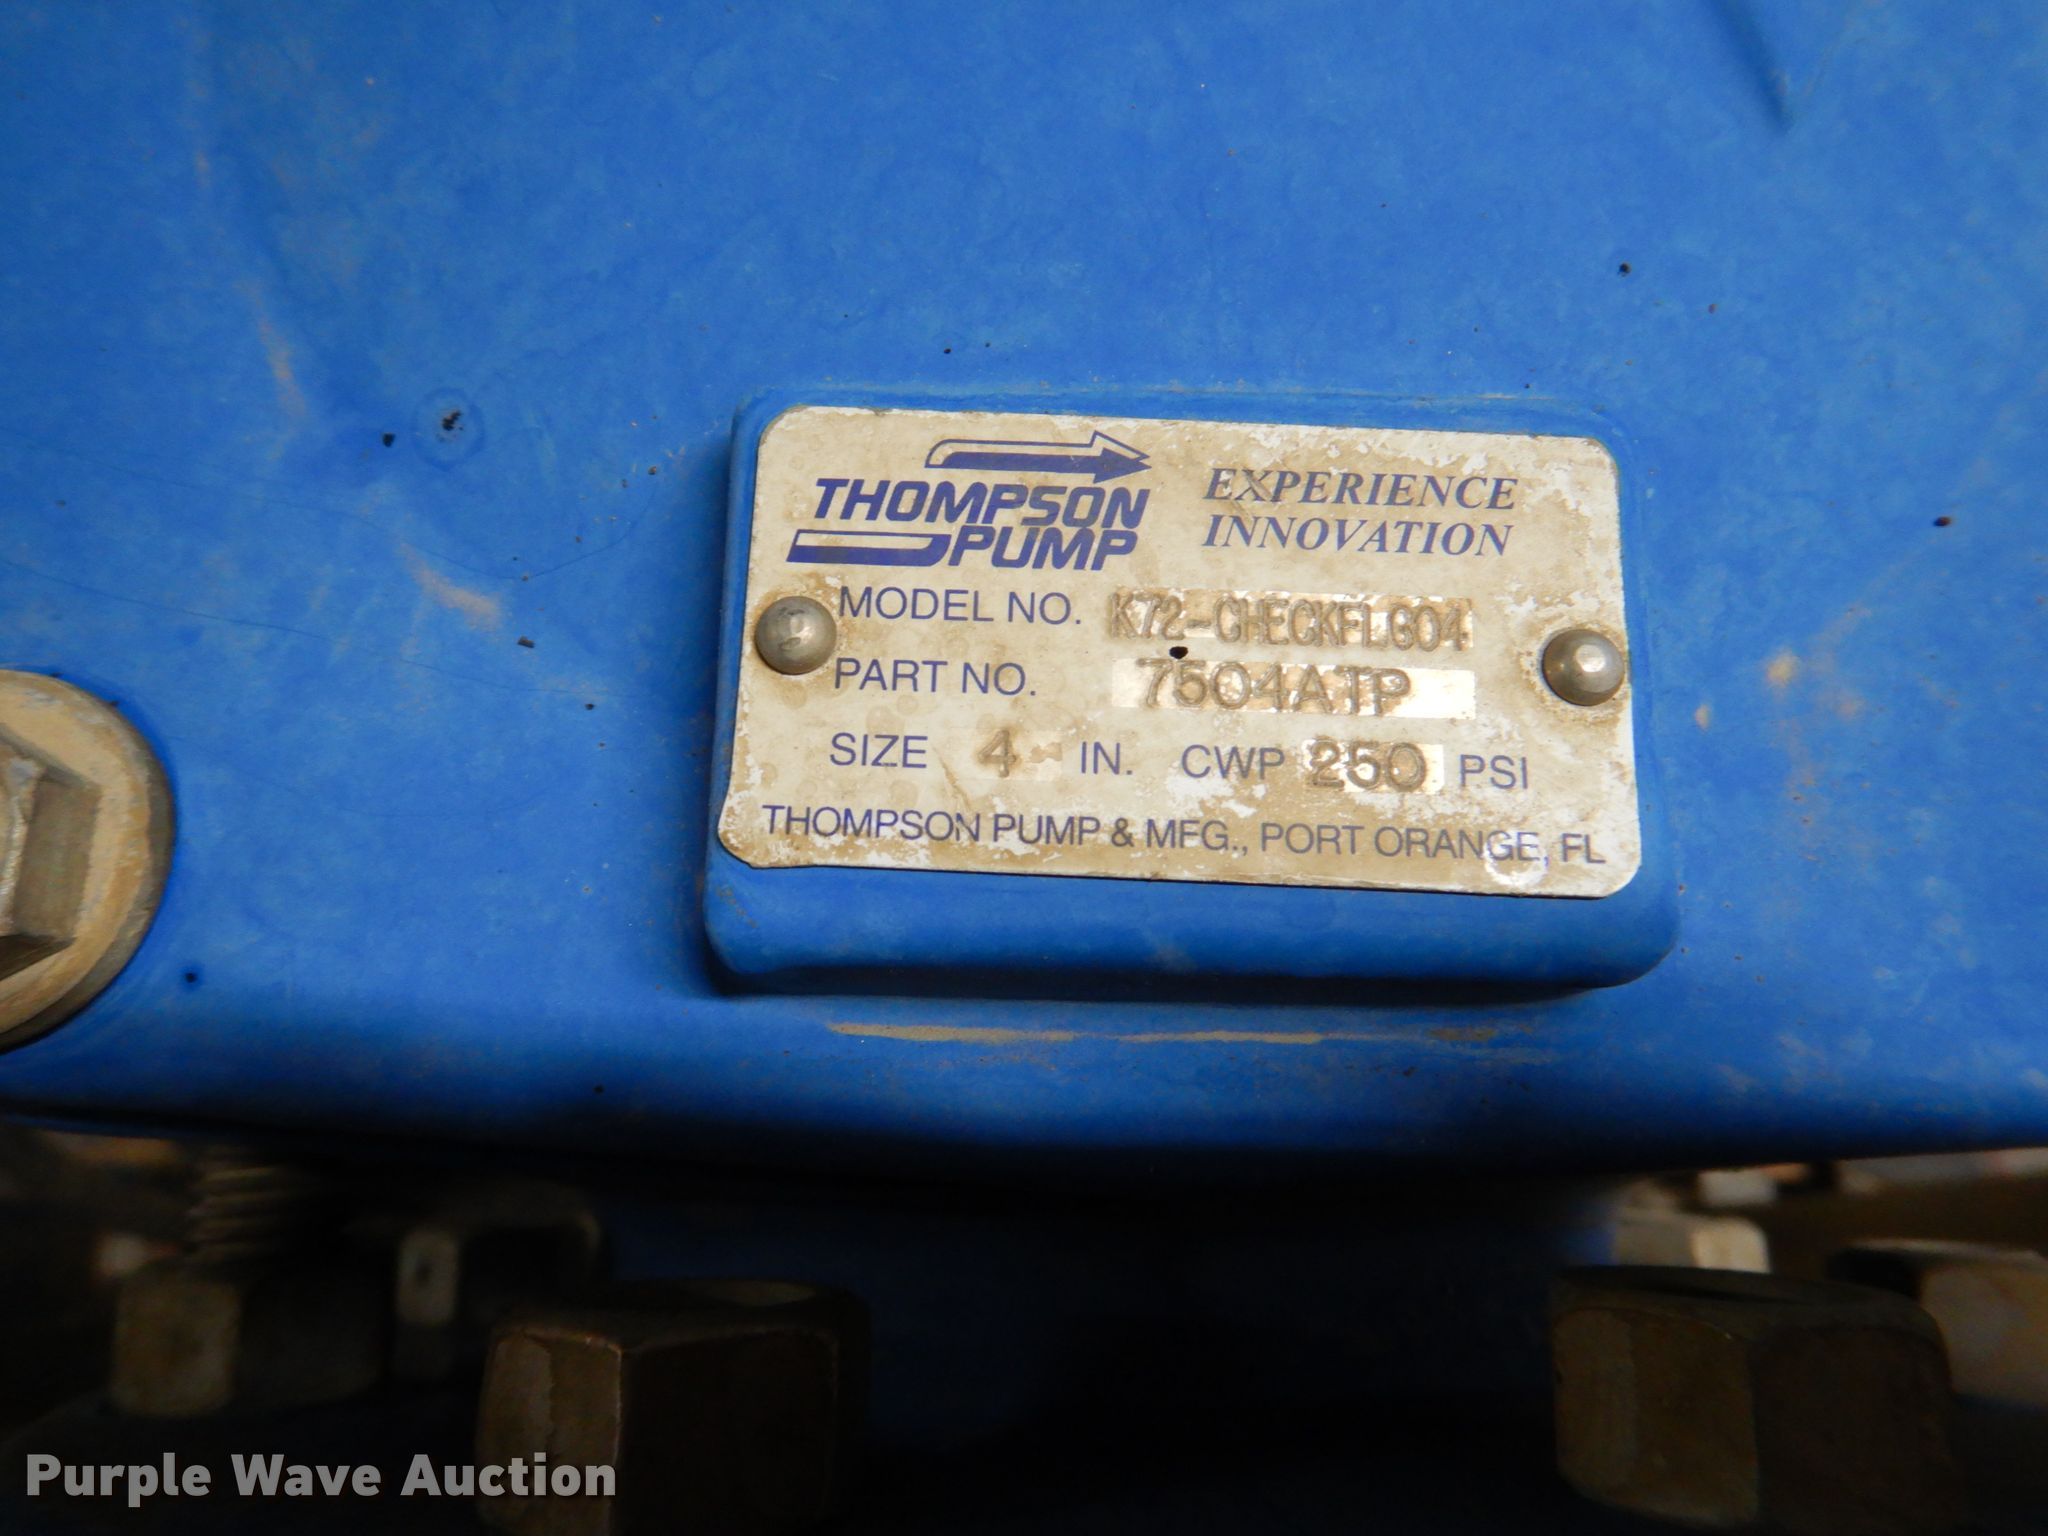 THOMPSON PUMP
EXPERIENCE
INNOVATION
MODEL NO. K72-CHECKFLG04
PART NO. 7504ATP
SIZE 4 IN. CWP 250 PSI
THOMPSON PUMP & MFG., PORT ORANGE, FL
Purple Wave Auction